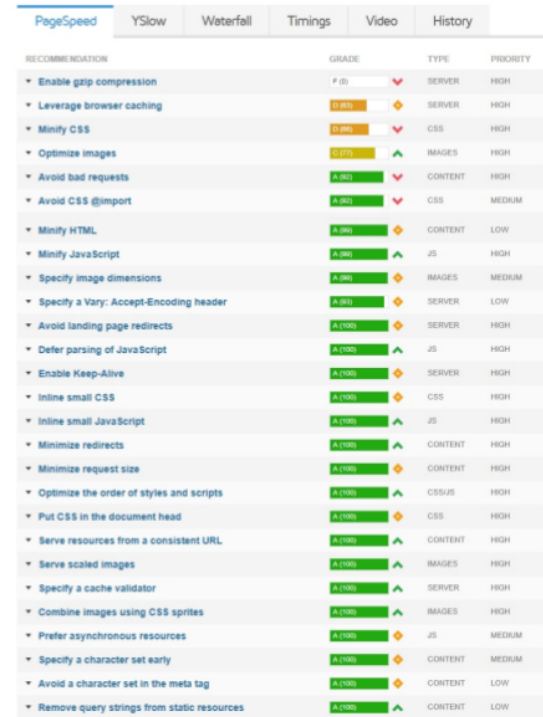 PageSpeed YSlow Waterfall Timings Video History
RECOMMENDATION GRADE TYPE PRIORITY
Enable gzip compression F (0) SERVER HIGH
Leverage browser caching D (63) SERVER HIGH
Minify CSS D (66) CSS HIGH
Optimize images C (77) IMAGES HIGH
Avoid bad requests A (92) CONTENT HIGH
Avoid CSS @import A (92) CSS MEDIUM
Minify HTML A (99) CONTENT LOW
Minify JavaScript A (99) JS HIGH
Specify image dimensions A (99) IMAGES MEDIUM
Specify a Vary: Accept-Encoding header A (93) SERVER LOW
Avoid landing page redirects A (100) SERVER HIGH
Defer parsing of JavaScript A (100) JS HIGH
Enable Keep-Alive A (100) SERVER HIGH
Inline small CSS A (100) CSS HIGH
Inline small JavaScript A (100) JS HIGH
Minimize redirects A (100) CONTENT HIGH
Minimize request size A (100) CONTENT HIGH
Optimize the order of styles and scripts A (100) CSS/JS HIGH
Put CSS in the document head A (100) CSS HIGH
Serve resources from a consistent URL A (100) CONTENT HIGH
Serve scaled images A (100) IMAGES HIGH
Specify a cache validator A (100) SERVER HIGH
Combine images using CSS sprites A (100) IMAGES HIGH
Prefer asynchronous resources A (100) JS MEDIUM
Specify a character set early A (100) CONTENT MEDIUM
Avoid a character set in the meta tag A (100) CONTENT LOW
Remove query strings from static resources A (100) CONTENT LOW